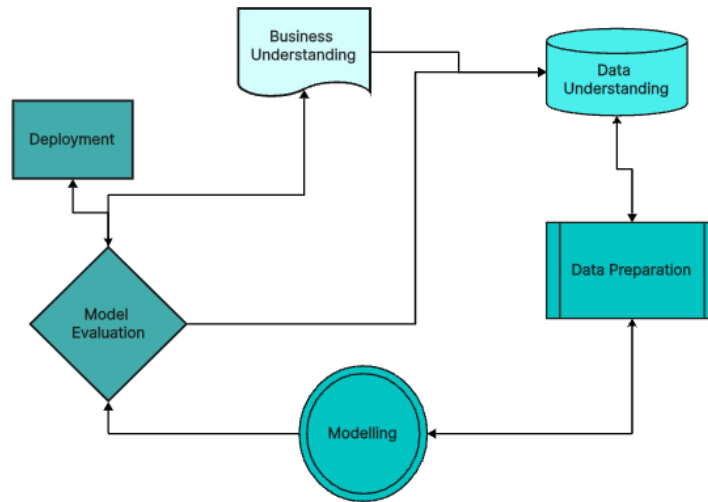 Business
Understanding
Data
Understanding
Deployment
Data Preparation
Model
Evaluation
Modelling